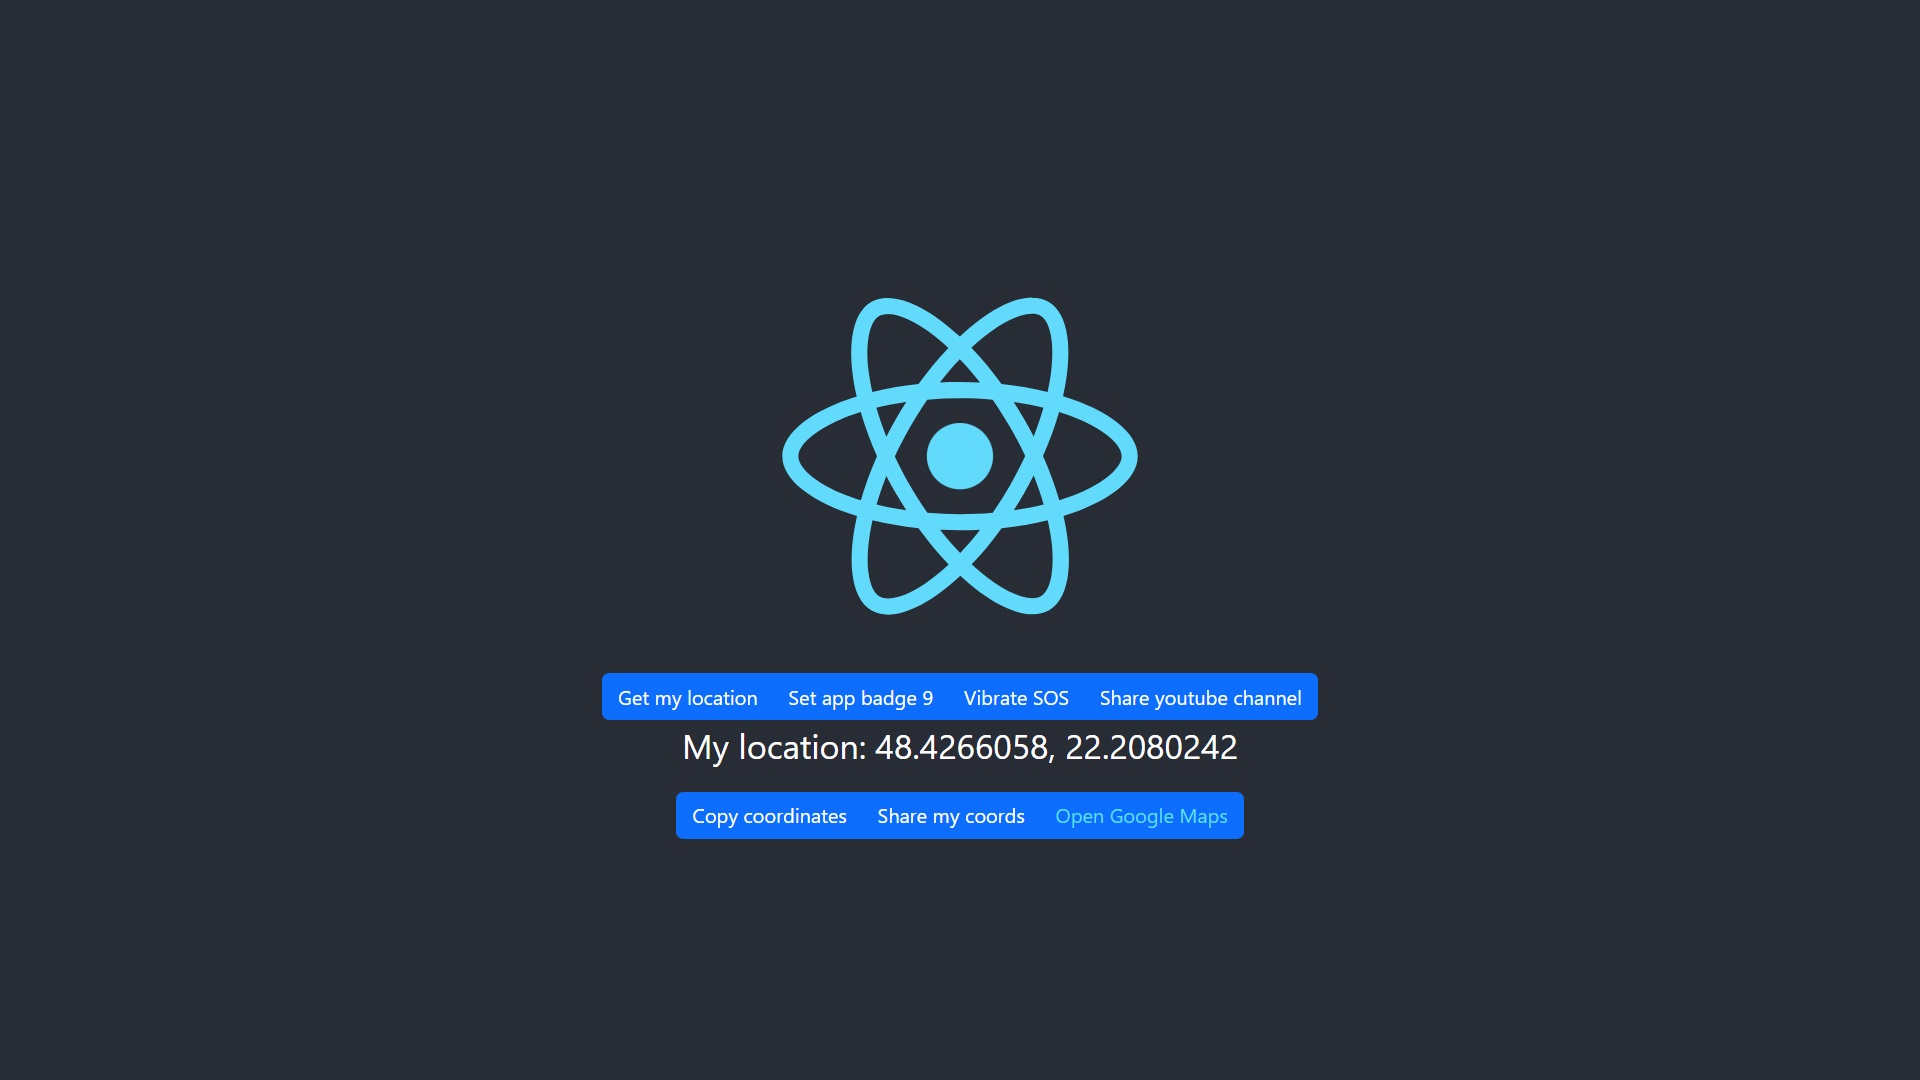 Get my location Set app badge 9 Vibrate SOS Share youtube channel
My location: 48.4266058, 22.2080242
Copy coordinates Share my coords Open Google Maps